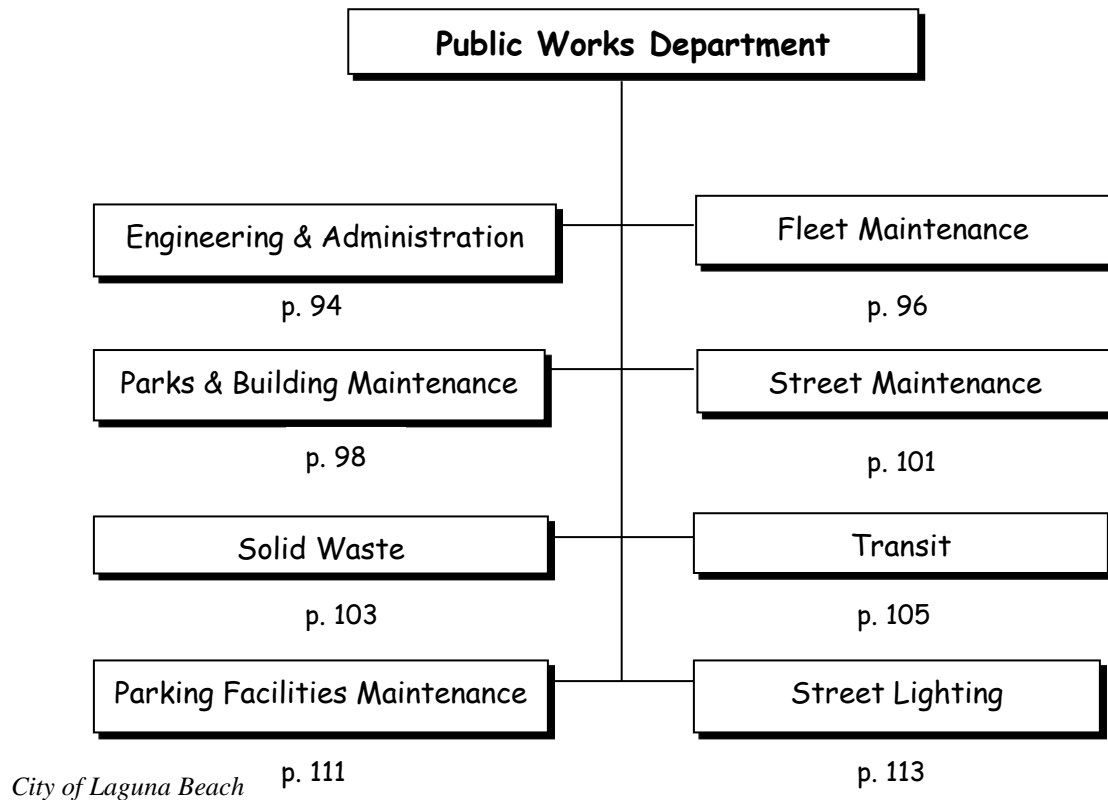 Public Works Department
Engineering & Administration
Fleet Maintenance
p. 94
p. 96
Parks & Building Maintenance
Street Maintenance
p. 98
p. 101
Solid Waste
Transit
p. 103
p. 105
Parking Facilities Maintenance
Street Lighting
p. 111
p. 113
City of Laguna Beach